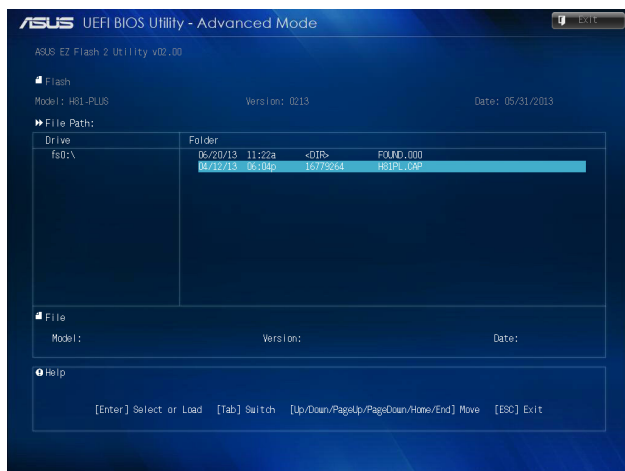 ASUS UEFI BIOS Utility - Advanced Mode
Exit
ASUS EZ Flash 2 Utility v02.00
Flash
Model: H81-PLUS Version: 0213 Date: 05/31/2013
File Path:
Drive Folder
fs0:\ 06/20/13 11:22a <DIR> FOUND.000
04/12/13 06:04p 16779264 H81PL.CAP
File
Model: Version: Date:
Help
[Enter] Select or Load [Tab] Switch [Up/Down/PageUp/PageDown/Home/End] Move [ESC] Exit